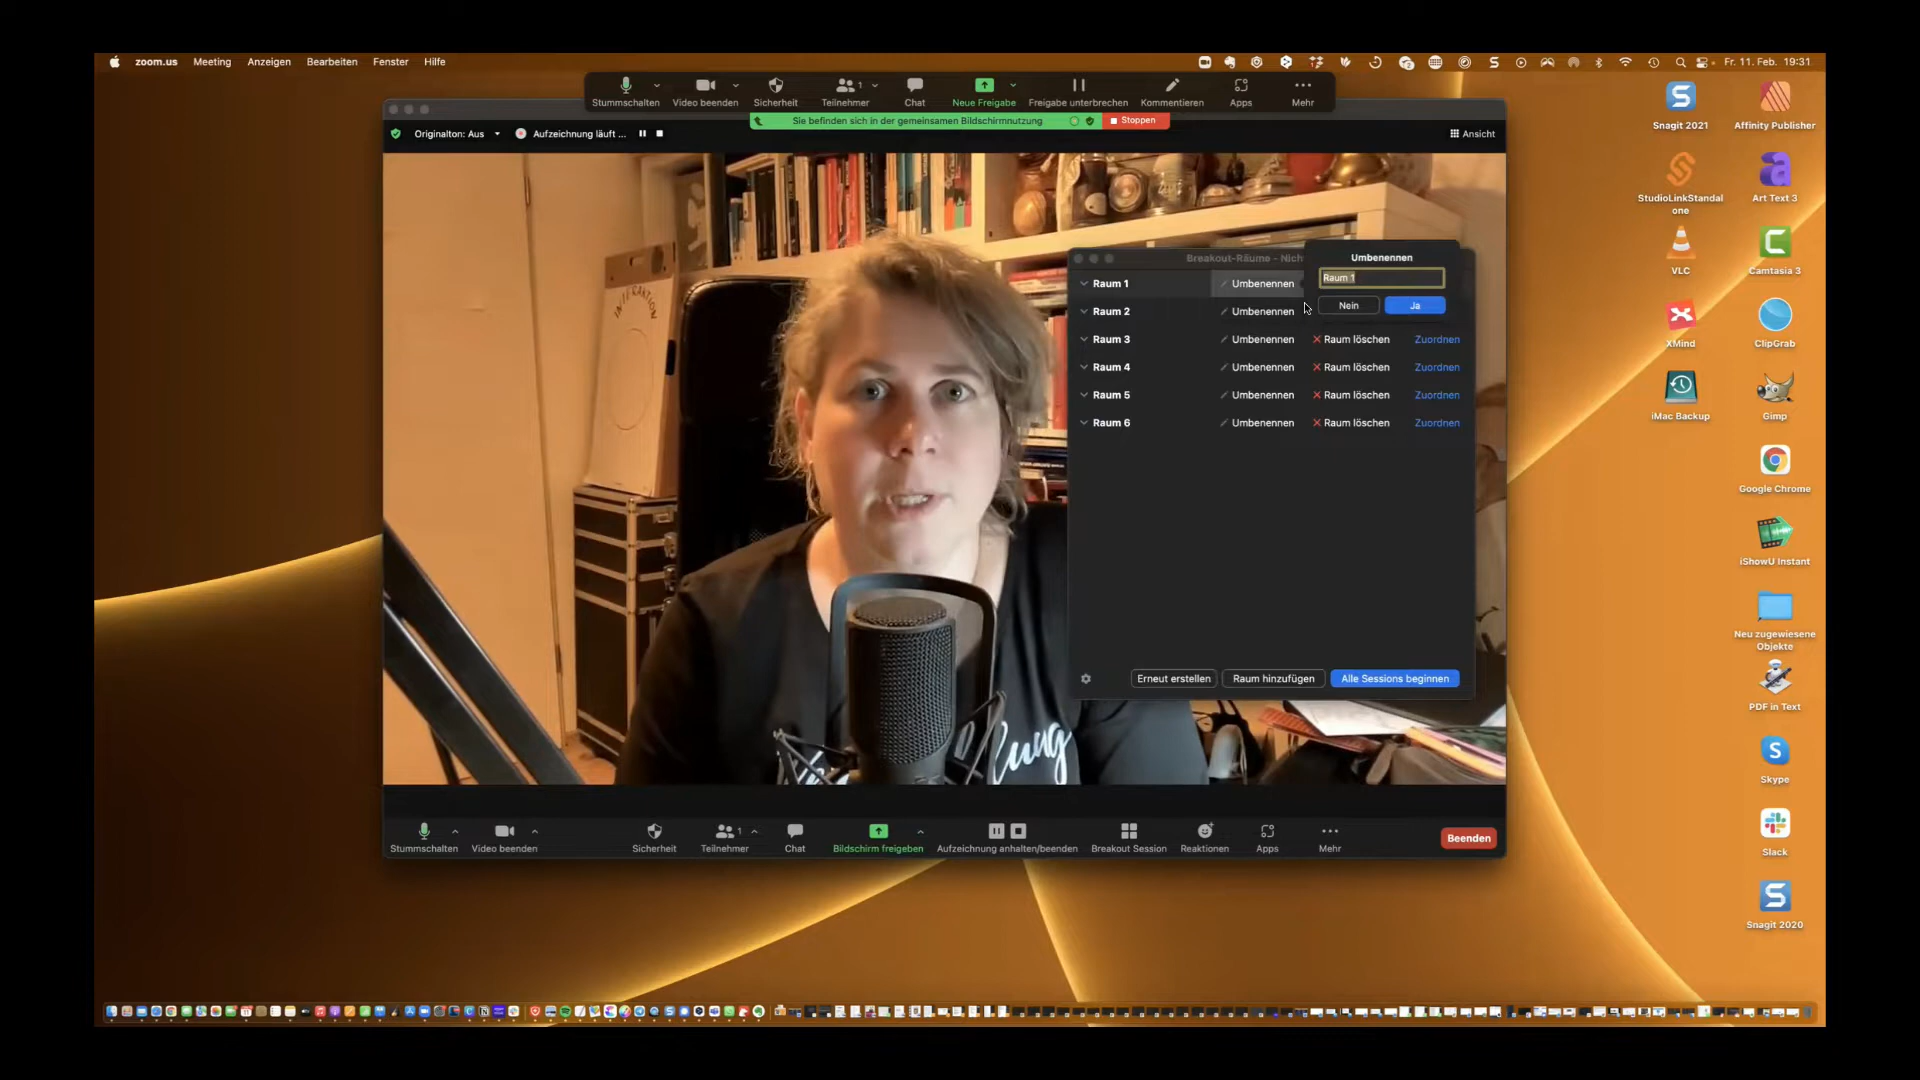 zoom.us Meeting Anzeigen Bearbeiten Fenster Hilfe
Fr. 11. Feb. 19:31
Stummschalten Video beenden Sicherheit Teilnehmer 1 Chat Neue Freigabe Freigabe unterbrechen Kommentieren Apps Mehr
Sie befinden sich in der gemeinsamen Bildschirmnutzung Stoppen
Originalton: Aus Aufzeichnung läuft ... Ansicht
Breakout-Räume - Nich
Umbenennen
Raum 1
Nein Ja
Raum 1 Umbenennen
Raum 2 Umbenennen
Raum 3 Umbenennen Raum löschen Zuordnen
Raum 4 Umbenennen Raum löschen Zuordnen
Raum 5 Umbenennen Raum löschen Zuordnen
Raum 6 Umbenennen Raum löschen Zuordnen
Erneut erstellen Raum hinzufügen Alle Sessions beginnen
Stummschalten Video beenden Sicherheit Teilnehmer 1 Chat Bildschirm freigeben Aufzeichnung anhalten/beenden Breakout Session Reaktionen Apps Mehr Beenden
Snagit 2021
Affinity Publisher
StudioLinkStandal
one
Art Text 3
VLC
Camtasia 3
XMind
ClipGrab
iMac Backup
Gimp
Google Chrome
iShowU Instant
Neu zugewiesene
Objekte
PDF in Text
Skype
Slack
Snagit 2020